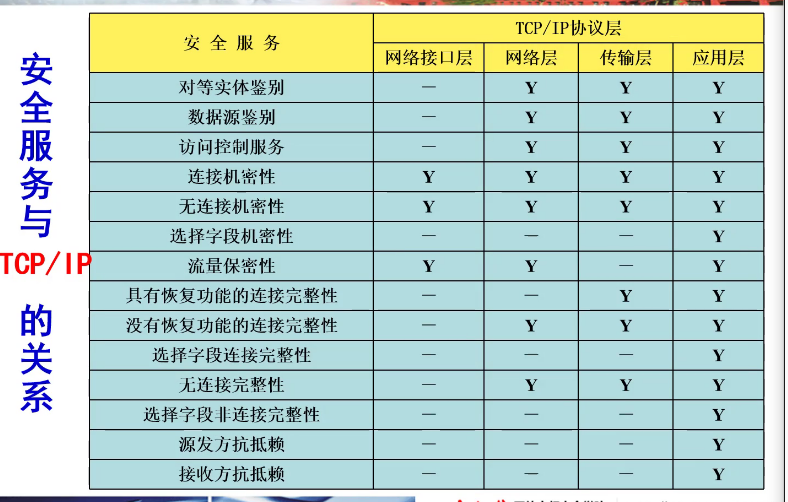 安全服务与
TCP/IP
的关系
安 全 服 务 TCP/IP协议层
网络接口层 网络层 传输层 应用层
对等实体鉴别 — Y Y Y
数据源鉴别 — Y Y Y
访问控制服务 — Y Y Y
连接机密性 Y Y Y Y
无连接机密性 Y Y Y Y
选择字段机密性 — — — Y
流量保密性 Y Y — Y
具有恢复功能的连接完整性 — — Y Y
没有恢复功能的连接完整性 — Y Y Y
选择字段连接完整性 — — — Y
无连接完整性 — Y Y Y
选择字段非连接完整性 — — — Y
源发方抗抵赖 — — — Y
接收方抗抵赖 — — — Y